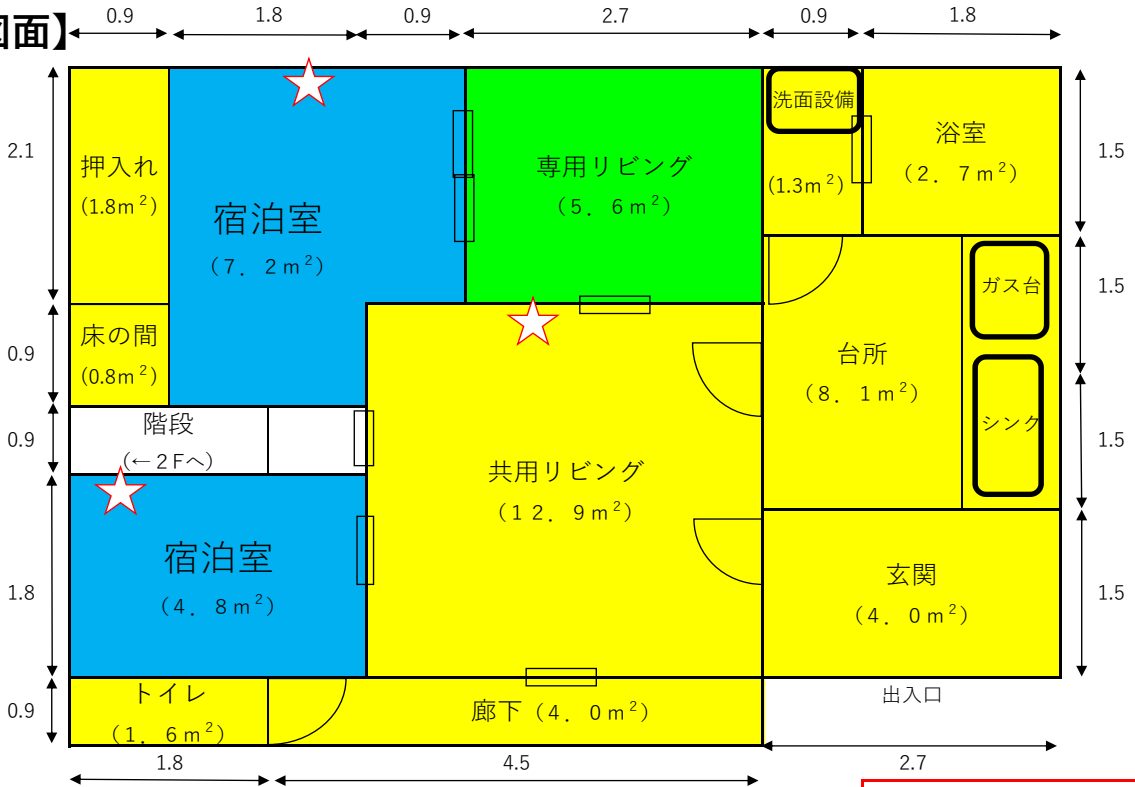 図面】
0.9
1.8
0.9
2.7
0.9
1.8
2.1
0.9
0.9
1.8
0.9
押入れ
(1.8m²)
宿泊室
（７．２ｍ²）
専用リビング
（５．６ｍ²）
洗面設備
(1.3m²)
浴室
（２．７ｍ²）
1.5
1.5
1.5
1.5
床の間
(0.8m²)
階段
(←２Fへ)
共用リビング
（１２．９ｍ²）
台所
（８．１ｍ²）
ガス台
シンク
宿泊室
（４．８ｍ²）
玄関
（４．０ｍ²）
トイレ
（１．６ｍ²）
廊下（４．０ｍ²）
出入口
1.8
4.5
2.7